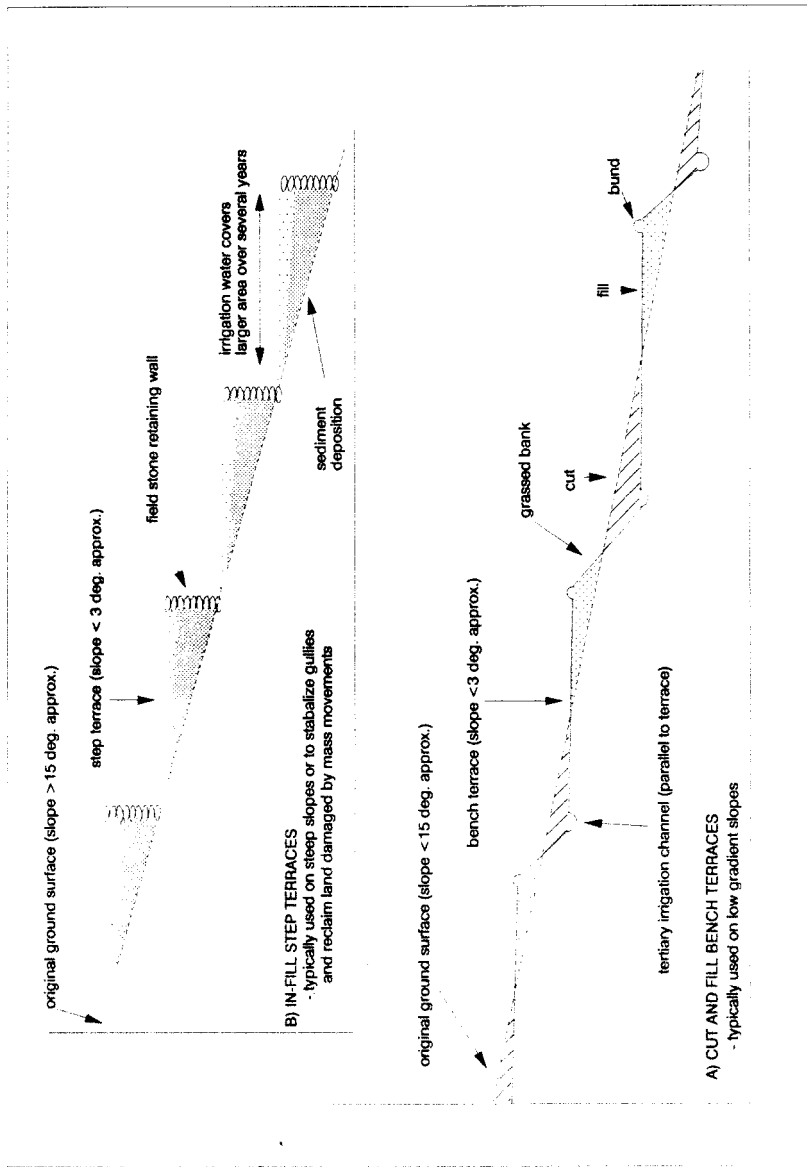 original ground surface (slope > 15 deg. approx.)
step terrace (slope < 3 deg. approx.)
field stone retaining wall
irrigation water covers
larger area over several years
sediment
deposition
B) IN-FILL STEP TERRACES
- typically used on steep slopes or to stabalize gullies
and reclaim land damaged by mass movements
original ground surface (slope < 15 deg. approx.)
bench terrace (slope < 3 deg. approx.)
grassed bank
cut
fill
bund
tertiary irrigation channel (parallel to terrace)
A) CUT AND FILL BENCH TERRACES
- typically used on low gradient slopes